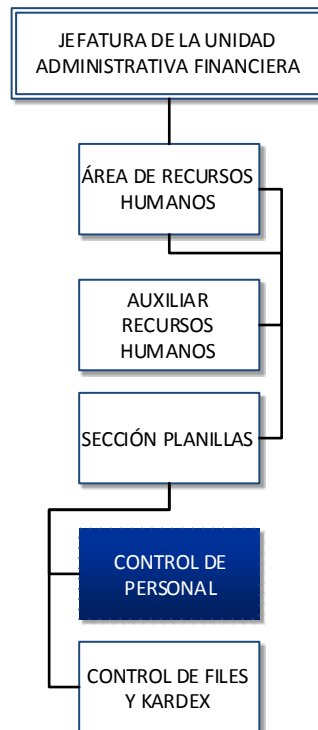 JEFATURA DE LA UNIDAD
ADMINISTRATIVA FINANCIERA
ÁREA DE RECURSOS
HUMANOS
AUXILIAR
RECURSOS
HUMANOS
SECCIÓN PLANILLAS
CONTROL DE
PERSONAL
CONTROL DE FILES
Y KARDEX